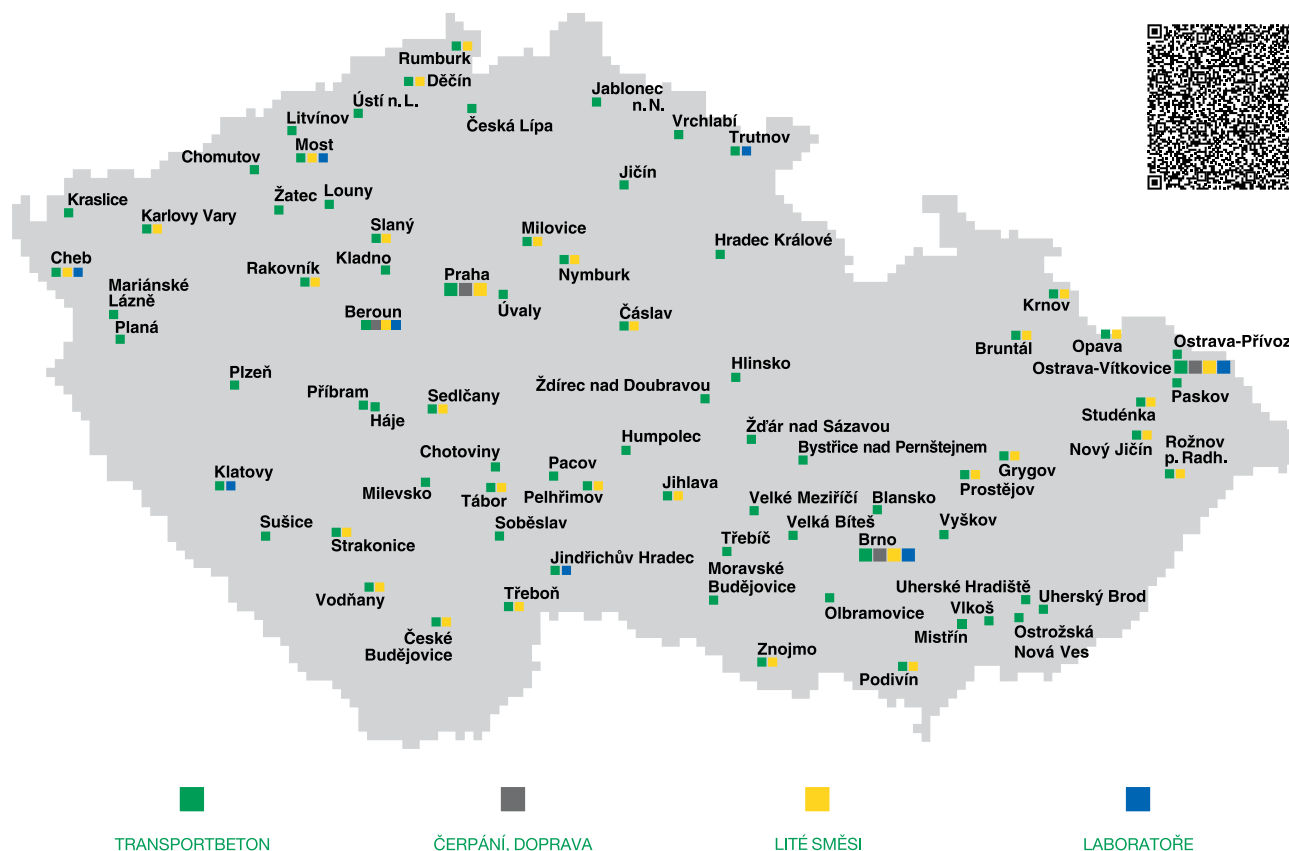 Rumburk
Děčín
Ústí n. L.
Česká Lípa
Jablonec
n. N.
Litvínov
Vrchlabí
Trutnov
Most
Chomutov
Jičín
Kraslice
Žatec
Louny
Karlovy Vary
Slaný
Milovice
Hradec Králové
Cheb
Kladno
Rakovník
Praha
Nymburk
Mariánské
Lázně
Úvaly
Krnov
Planá
Beroun
Čáslav
Bruntál
Opava
Ostrava-Přívoz
Ostrava-Vítkovice
Plzeň
Hlinsko
Ždírec nad Doubravou
Paskov
Příbram
Háje
Sedlčany
Studénka
Žďár nad Sázavou
Nový Jičín
Rožnov
p. Radh.
Humpolec
Bystřice nad Pernštejnem
Chotoviny
Grygov
Klatovy
Pacov
Prostějov
Milevsko
Tábor
Pelhřimov
Jihlava
Velké Meziříčí
Blansko
Sušice
Soběslav
Velká Bíteš
Vyškov
Strakonice
Třebíč
Brno
Jindřichův Hradec
Moravské
Budějovice
Uherské Hradiště
Vodňany
Třeboň
Olbramovice
Vlkoš
Uherský Brod
Mistřín
Ostrožská
Nová Ves
České
Budějovice
Znojmo
Podivín
TRANSPORTBETON
ČERPÁNÍ, DOPRAVA
LITÉ SMĚSI
LABORATOŘE